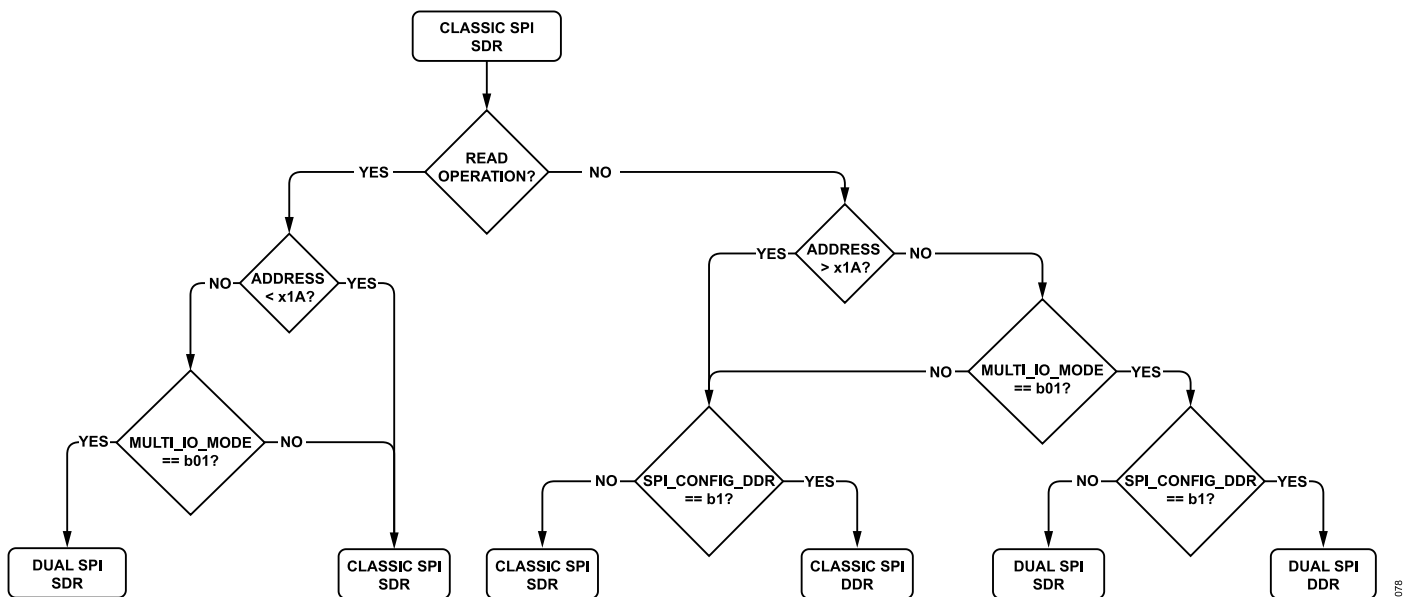 CLASSIC SPI
SDR
READ
OPERATION?
YES
NO
ADDRESS
> x1A?
YES
NO
ADDRESS
< x1A?
NO
YES
MULTI_IO_MODE
== b01?
NO
YES
MULTI_IO_MODE
== b01?
YES
NO
SPI_CONFIG_DDR
== b1?
NO
YES
SPI_CONFIG_DDR
== b1?
NO
YES
DUAL SPI
SDR
CLASSIC SPI
SDR
CLASSIC SPI
SDR
CLASSIC SPI
DDR
DUAL SPI
SDR
DUAL SPI
DDR
078